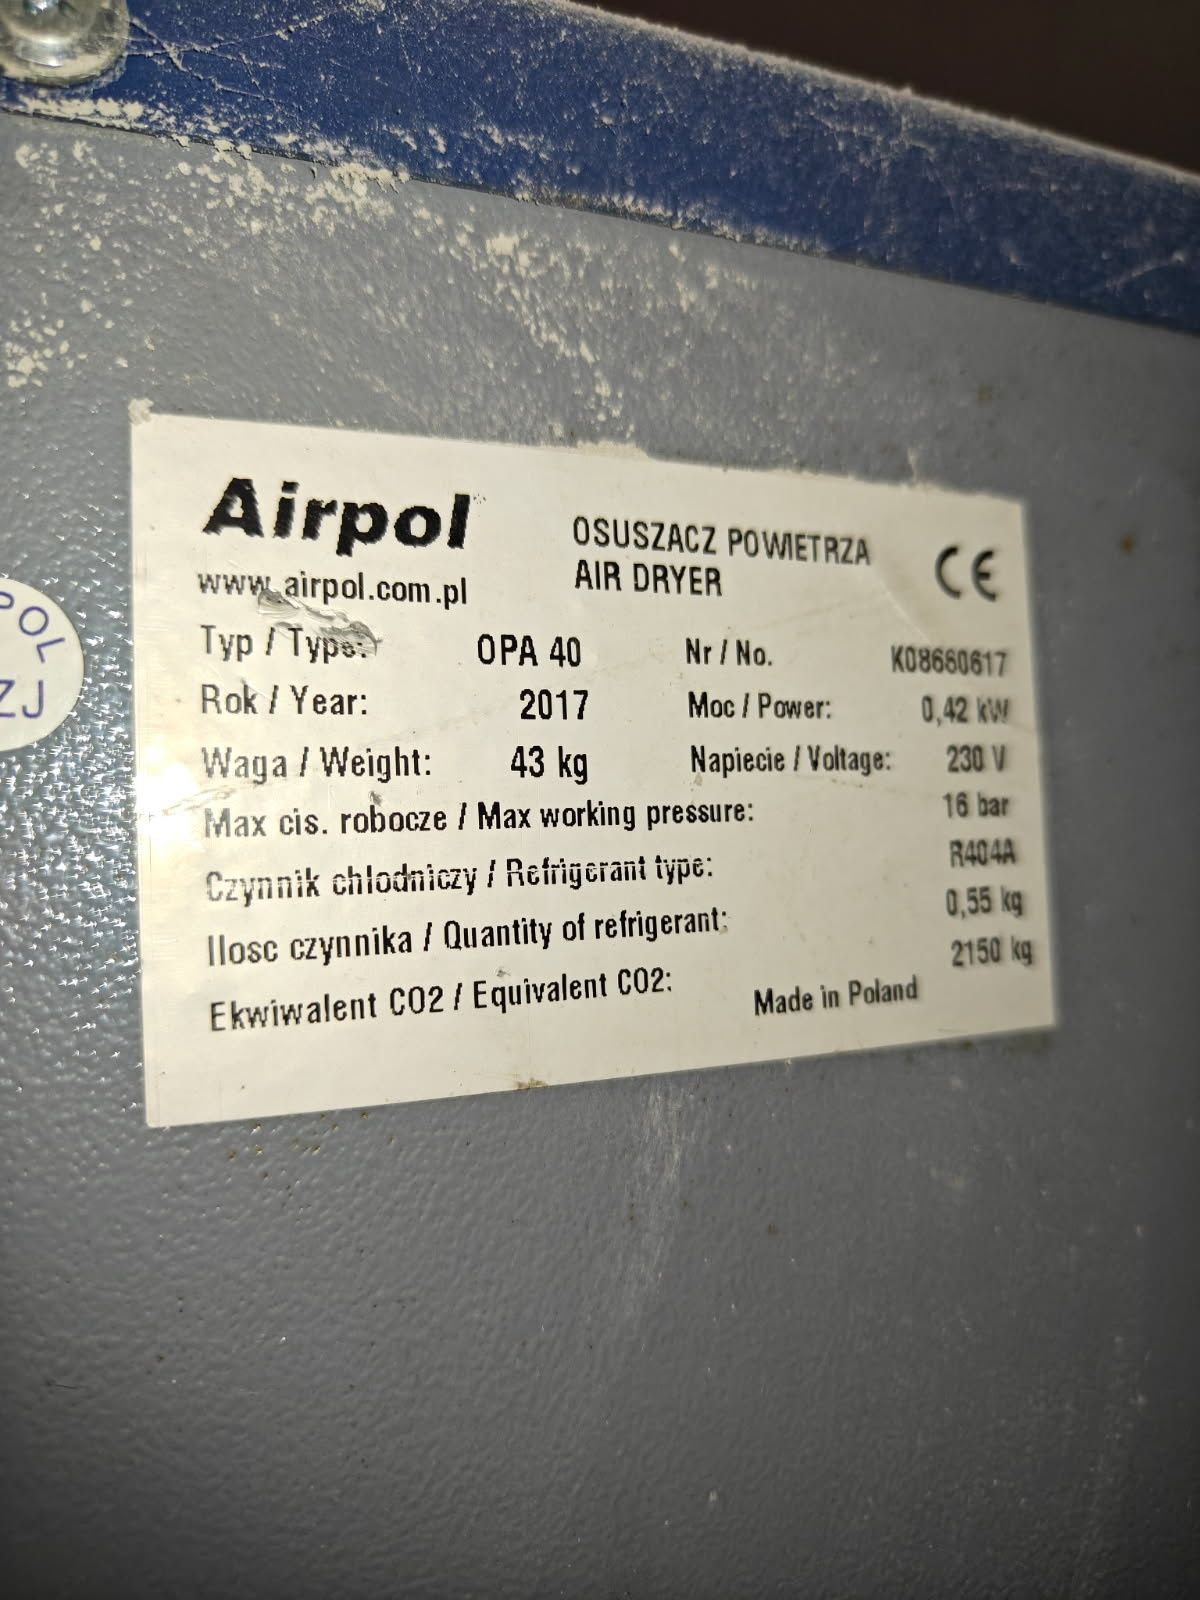 Airpol
www.airpol.com.pl
OSUSZACZ POWIETRZA
AIR DRYER
CE
Typ / Type: OPA 40 Nr / No. K08660617
Rok / Year: 2017 Moc / Power: 0,42 kW
Waga / Weight: 43 kg Napiecie / Voltage: 230 V
Max cis. robocze / Max working pressure: 16 bar
Czynnik chlodniczy / Refrigerant type: R404A
Ilosc czynnika / Quantity of refrigerant: 0,55 kg
Ekwiwalent CO2 / Equivalent CO2: 2150 kg
Made in Poland
POL
ZJ